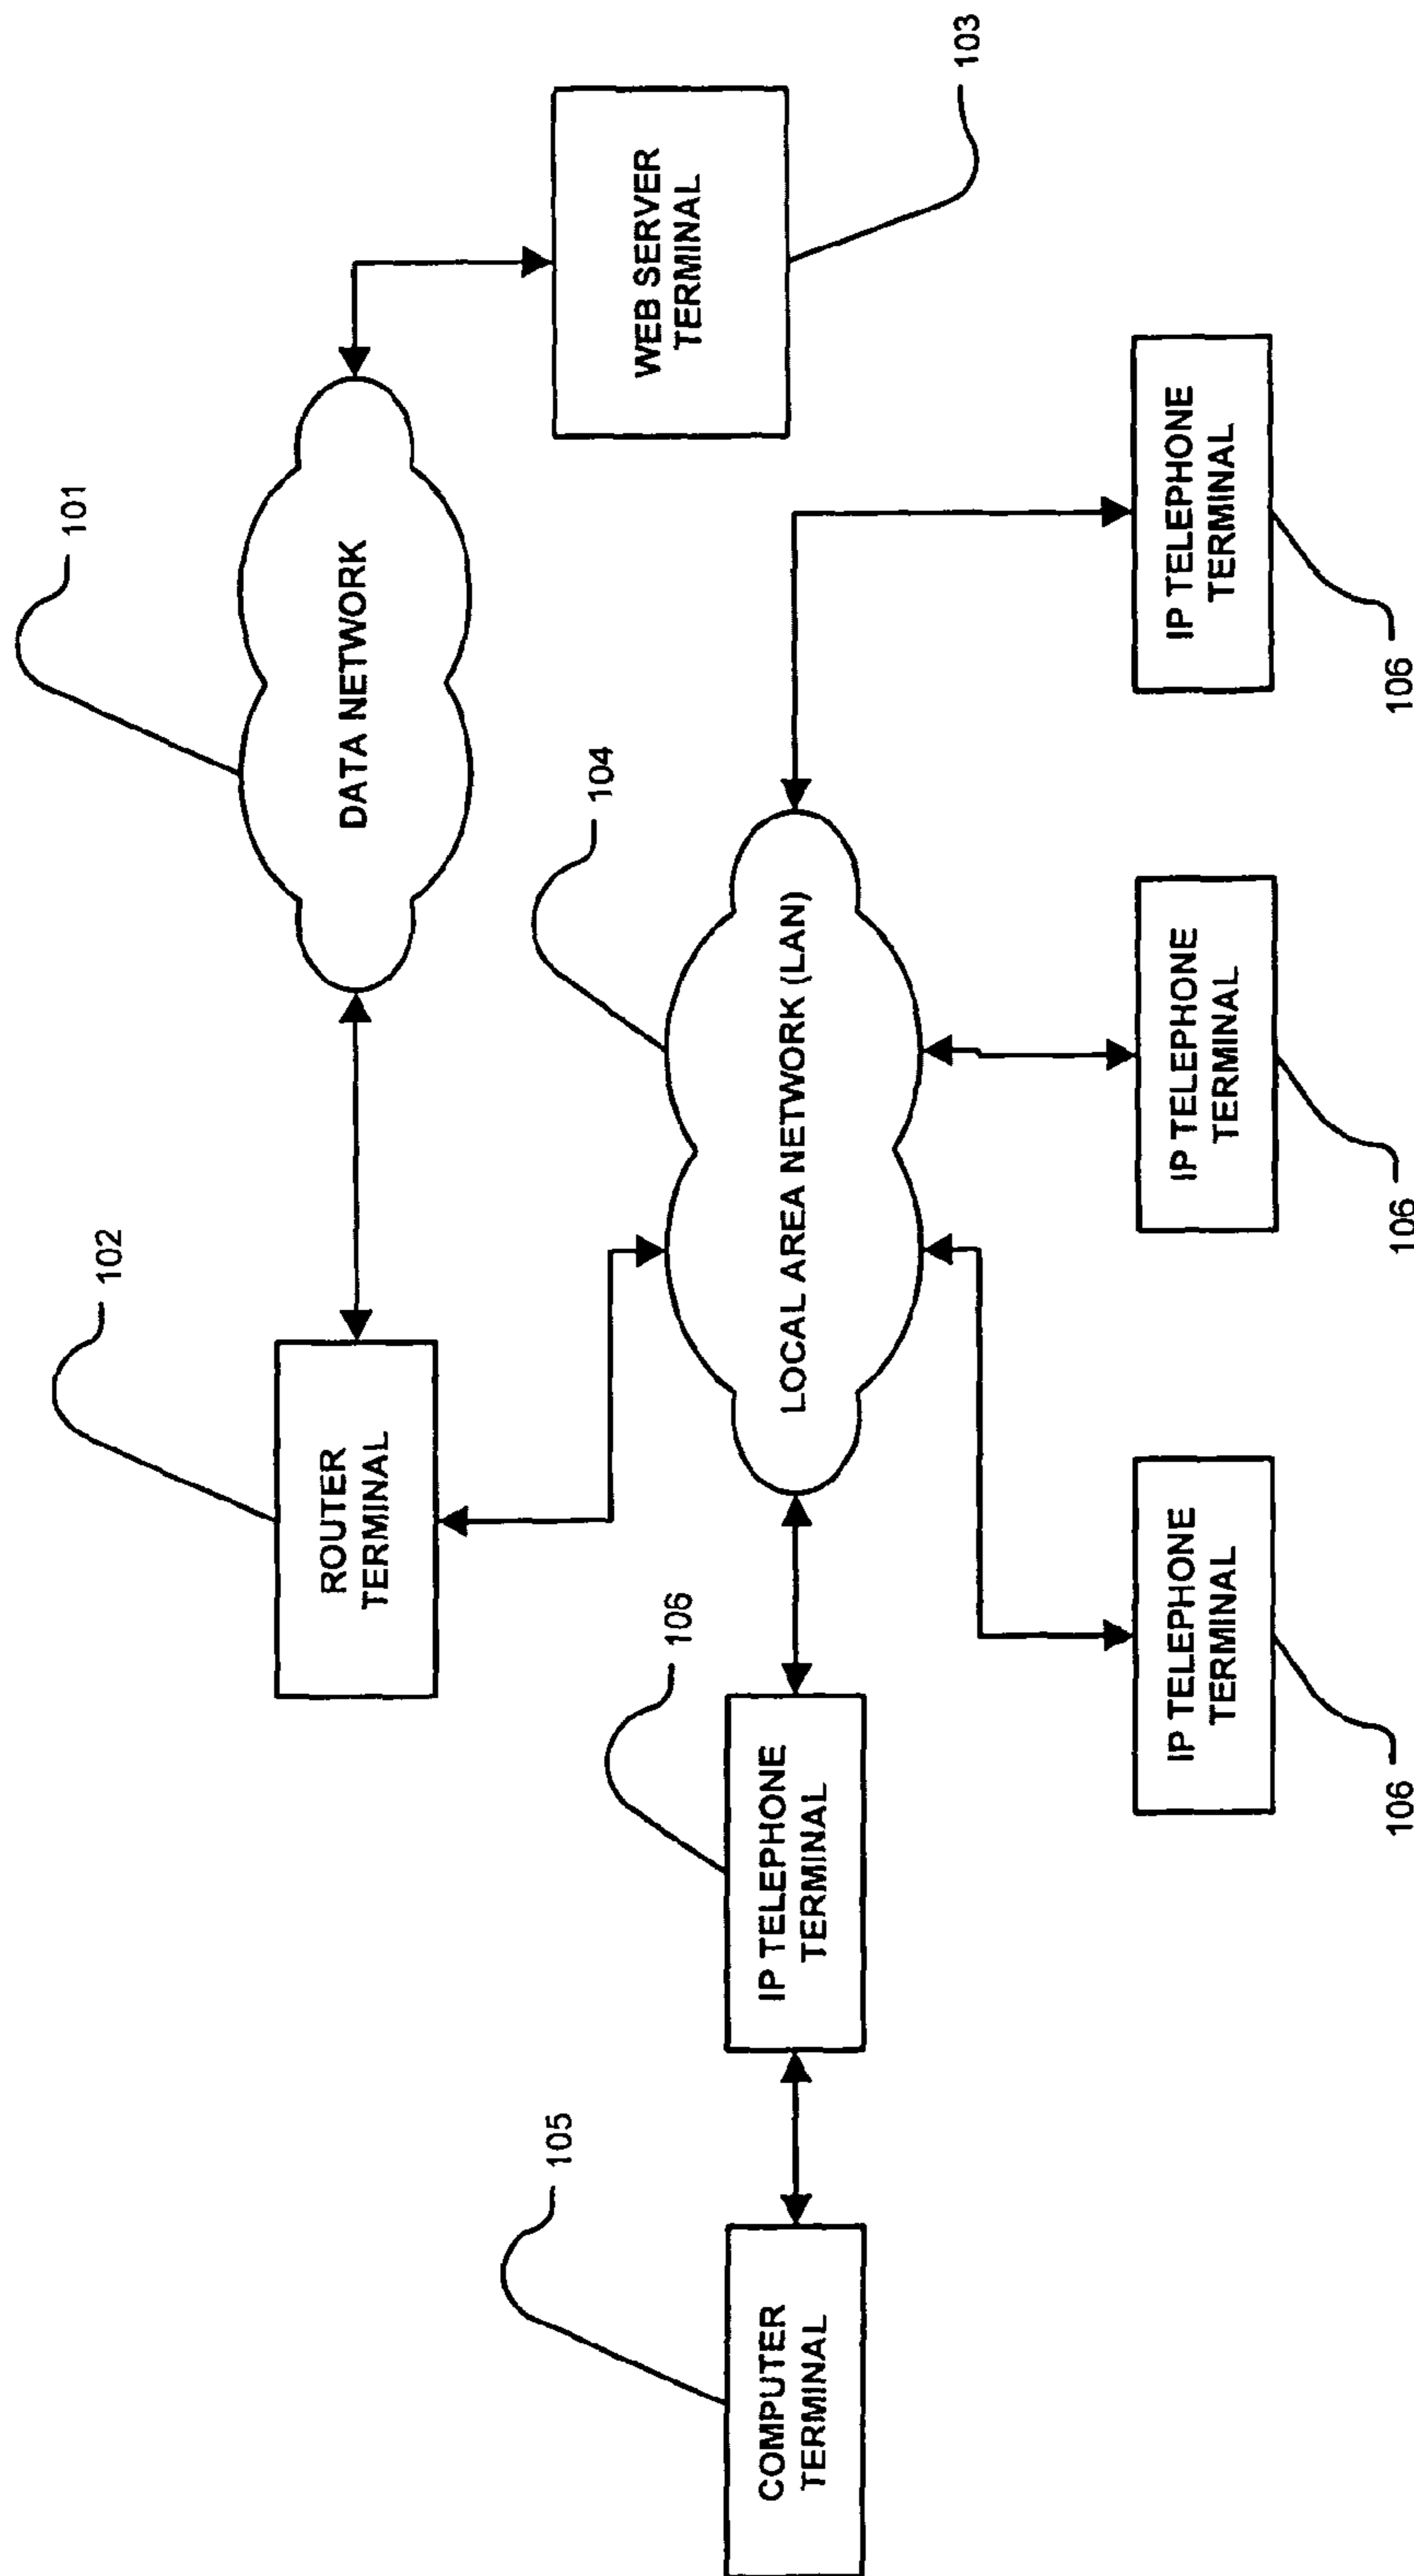 101
DATA NETWORK
102
ROUTER
TERMINAL
WEB SERVER
TERMINAL
103
104
LOCAL AREA NETWORK (LAN)
105
COMPUTER
TERMINAL
106
IP TELEPHONE
TERMINAL
IP TELEPHONE
TERMINAL
106
IP TELEPHONE
TERMINAL
106
IP TELEPHONE
TERMINAL
106